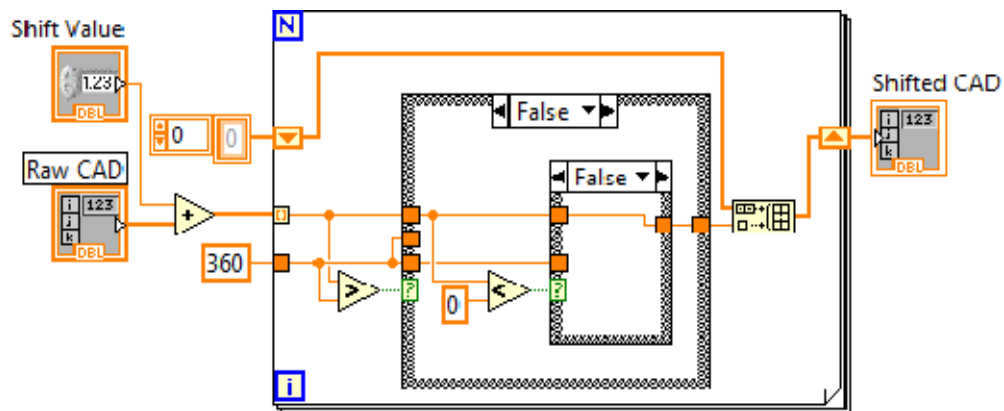 Shift Value
1.23
DBL
Raw CAD
i
j
k
123
DBL
N
0
0
False
False
360
+
>
?
0
<
?
i
Shifted CAD
i
j
k
123
DBL